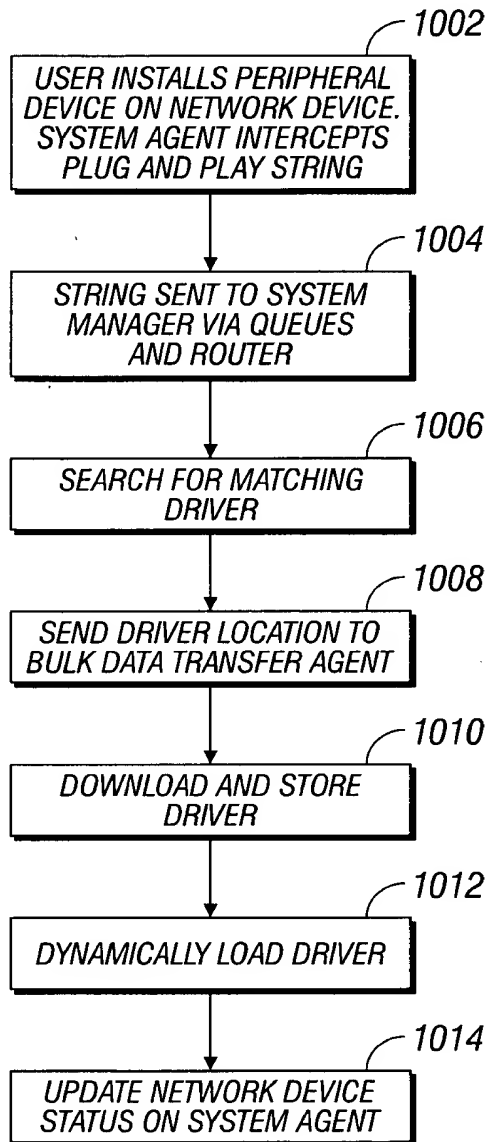 1002
USER INSTALLS PERIPHERAL
DEVICE ON NETWORK DEVICE.
SYSTEM AGENT INTERCEPTS
PLUG AND PLAY STRING
1004
STRING SENT TO SYSTEM
MANAGER VIA QUEUES
AND ROUTER
1006
SEARCH FOR MATCHING
DRIVER
1008
SEND DRIVER LOCATION TO
BULK DATA TRANSFER AGENT
1010
DOWNLOAD AND STORE
DRIVER
1012
DYNAMICALLY LOAD DRIVER
1014
UPDATE NETWORK DEVICE
STATUS ON SYSTEM AGENT